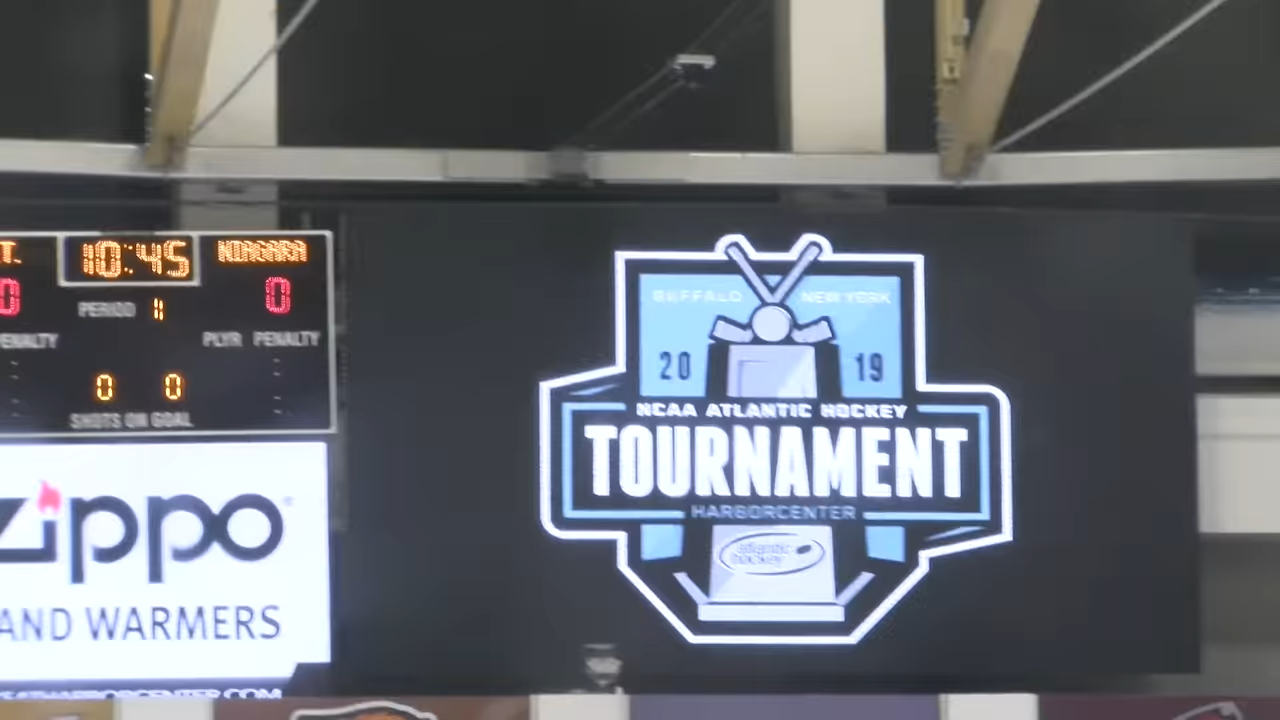 T.
10:45
NIAGARA
0
0
PERIOD 1
PENALTY
PLYR PENALTY
0 0
SHOTS ON GOAL
Zippo
AND WARMERS
BUFFALO NEW YORK
20 19
NCAA ATLANTIC HOCKEY
TOURNAMENT
HARBORCENTER
atlantic
hockey